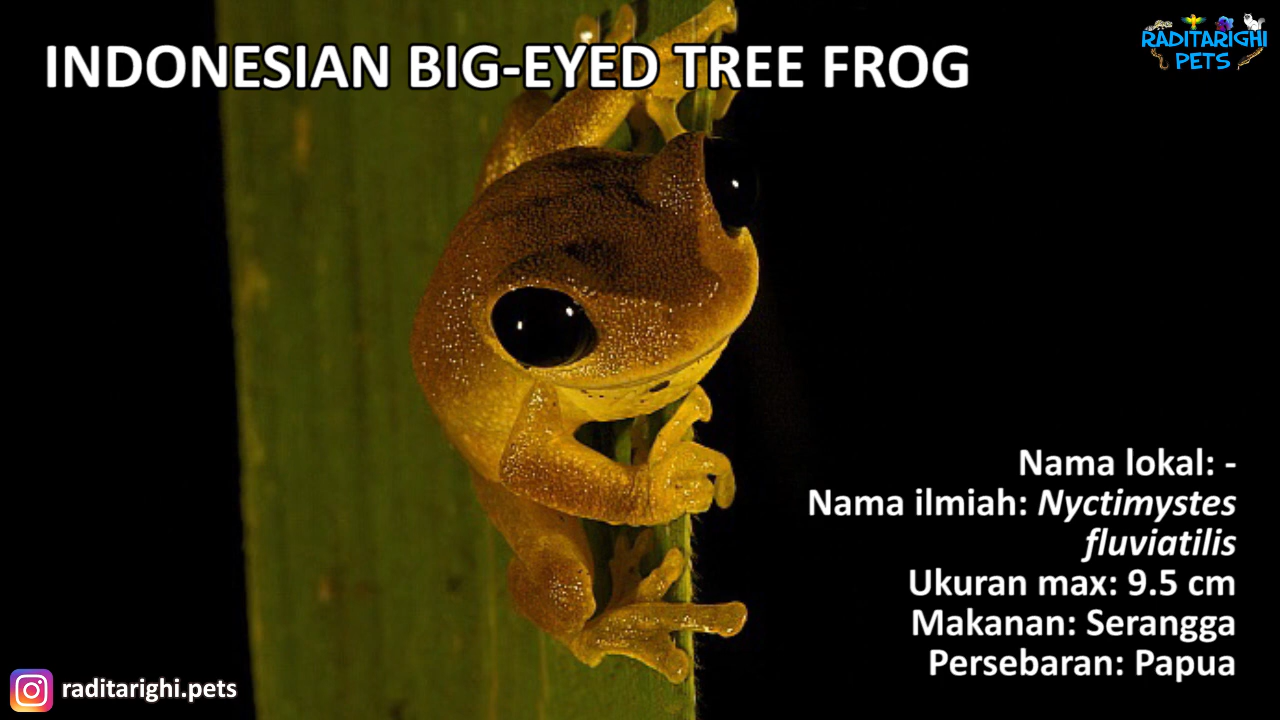 INDONESIAN BIG-EYED TREE FROG
RADITARIGHI
PETS
Nama lokal: -
Nama ilmiah: Nyctimystes
fluviatilis
Ukuran max: 9.5 cm
Makanan: Serangga
Persebaran: Papua
raditarighi.pets